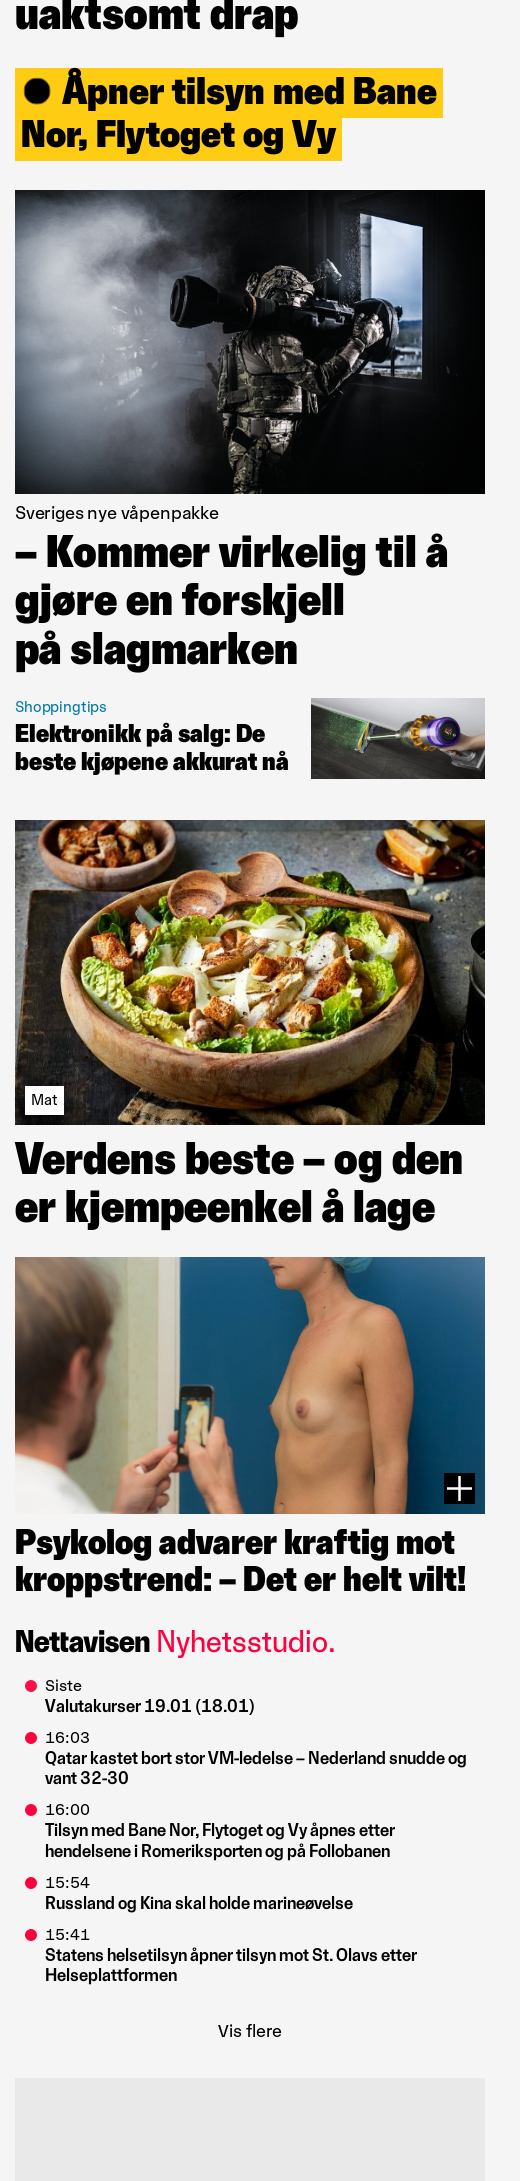 uaktsomt drap
Åpner tilsyn med Bane
Nor, Flytoget og Vy
Sveriges nye våpenpakke
– Kommer virkelig til å
gjøre en forskjell
på slagmarken
Shoppingtips
Elektronikk på salg: De
beste kjøpene akkurat nå
Mat
Verdens beste – og den
er kjempeenkel å lage
Psykolog advarer kraftig mot
kroppstrend: – Det er helt vilt!
Nettavisen Nyhetsstudio.
Siste
Valutakurser 19.01 (18.01)
16:03
Qatar kastet bort stor VM-ledelse – Nederland snudde og
vant 32-30
16:00
Tilsyn med Bane Nor, Flytoget og Vy åpnes etter
hendelsene i Romeriksporten og på Follobanen
15:54
Russland og Kina skal holde marineøvelse
15:41
Statens helsetilsyn åpner tilsyn mot St. Olavs etter
Helseplattformen
Vis flere